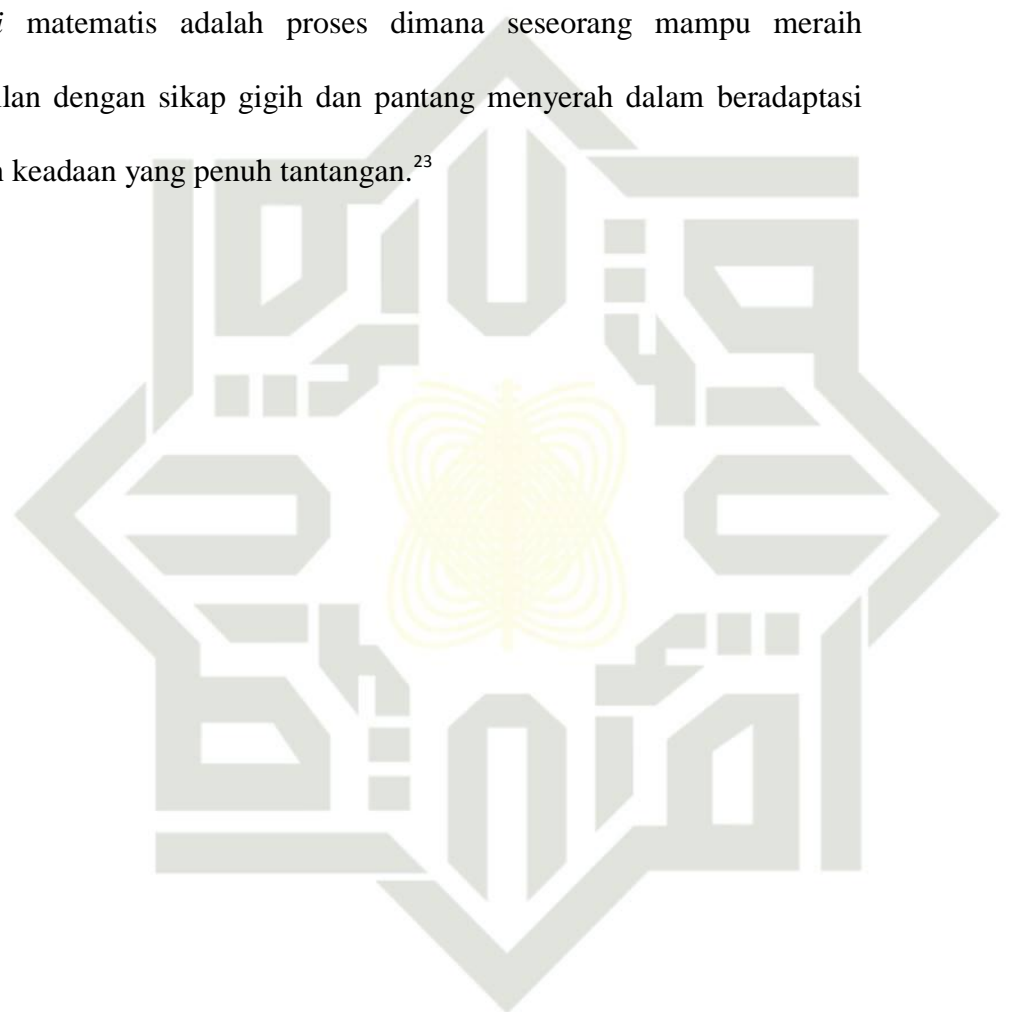 matematis adalah proses dimana seseorang mampu meraih
dengan sikap gigih dan pantang menyerah dalam beradaptasi
keadaan yang penuh tantangan.²³